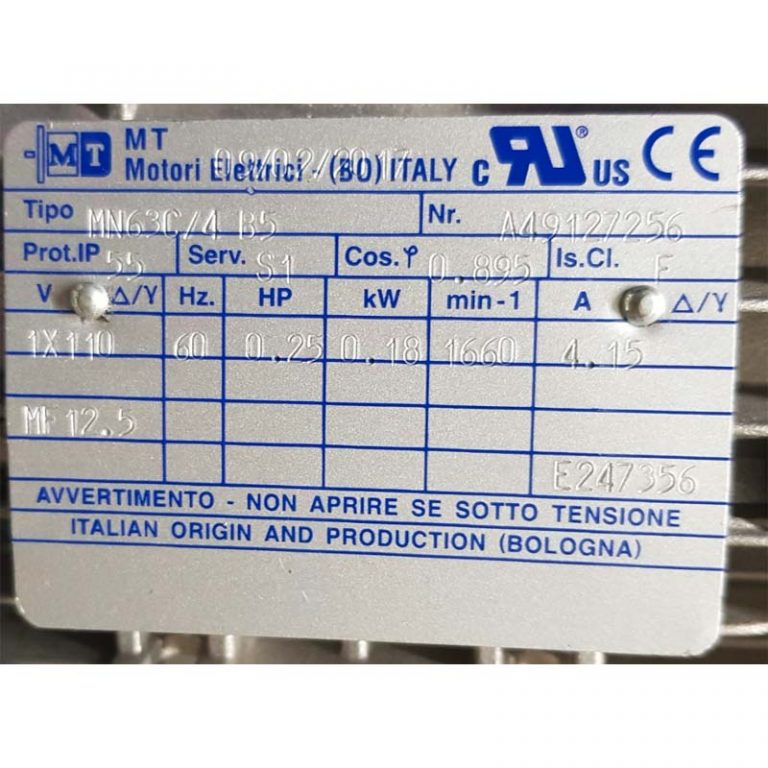 MT MT
09/02/2017
Motori Elettrici - (BO) ITALY c RU ® US CE
Tipo MN63C/4 B5 Nr. A49127256
Prot.IP 55 Serv. S1 Cos.φ 0.895 Is.Cl. F
V Δ/Y Hz. HP kW min-1 A Δ/Y
1X110 60 0.25 0.18 1660 4.15
MF12.5
E247356
AVVERTIMENTO - NON APRIRE SE SOTTO TENSIONE
ITALIAN ORIGIN AND PRODUCTION (BOLOGNA)